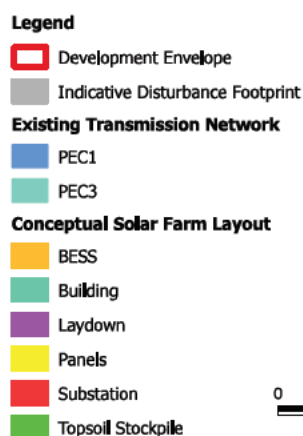 Legend
Development Envelope
Indicative Disturbance Footprint
Existing Transmission Network
PEC1
PEC3
Conceptual Solar Farm Layout
BESS
Building
Laydown
Panels
Substation
0
Topsoil Stockpile